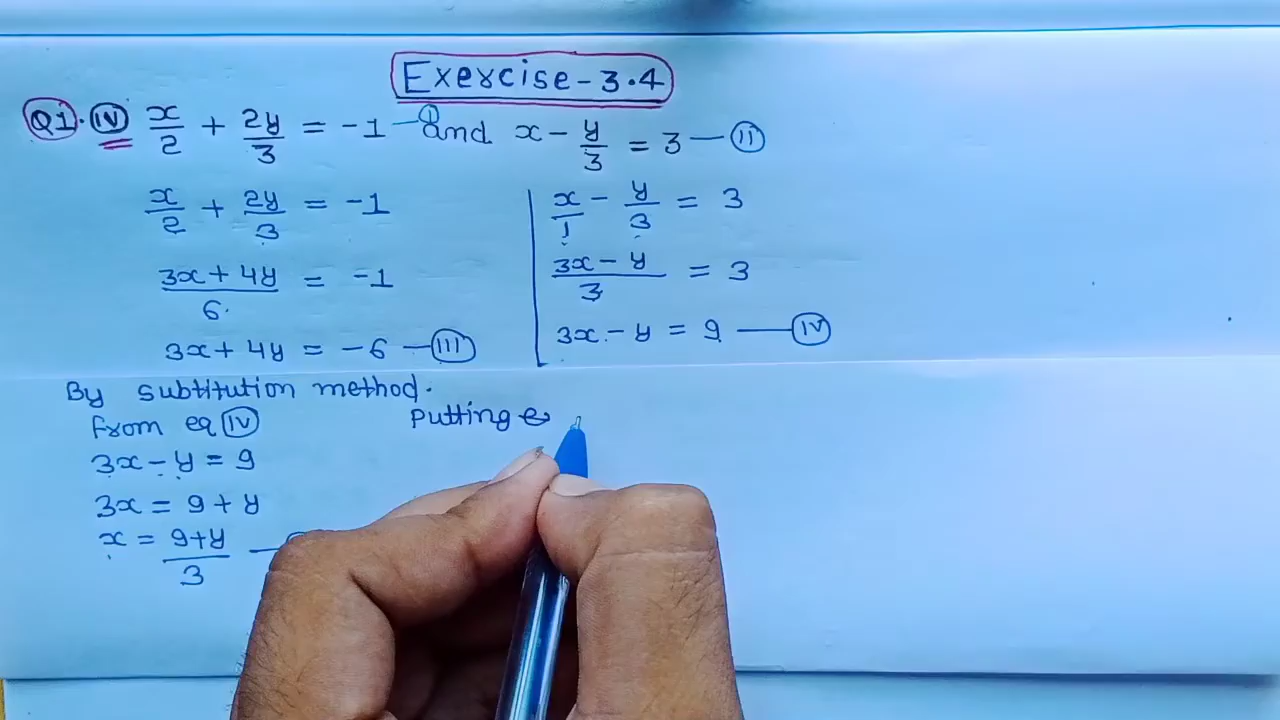 Exercise-3.4
Q1. (IV) x/2 + 2y/3 = -1 —(I) and x - y/3 = 3 —(II)
x/2 + 2y/3 = -1
(3x + 4y)/6 = -1
3x + 4y = -6 —(III)
x/1 - y/3 = 3
(3x - y)/3 = 3
3x - y = 9 —(IV)
By subtitution method.
from eq (IV)
3x - y = 9
3x = 9 + y
x = (9+y)/3 —
Putting e